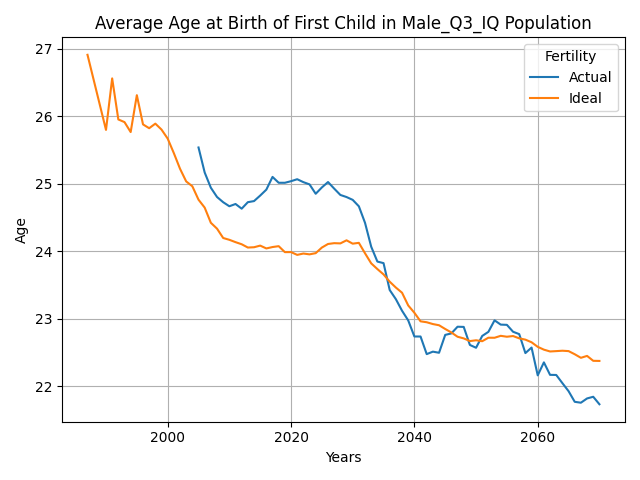 Average Age at Birth of First Child in Male_Q3_IQ Population
Fertility
Actual
Ideal
27
26
25
24
23
22
Age
2000
2020
2040
2060
Years